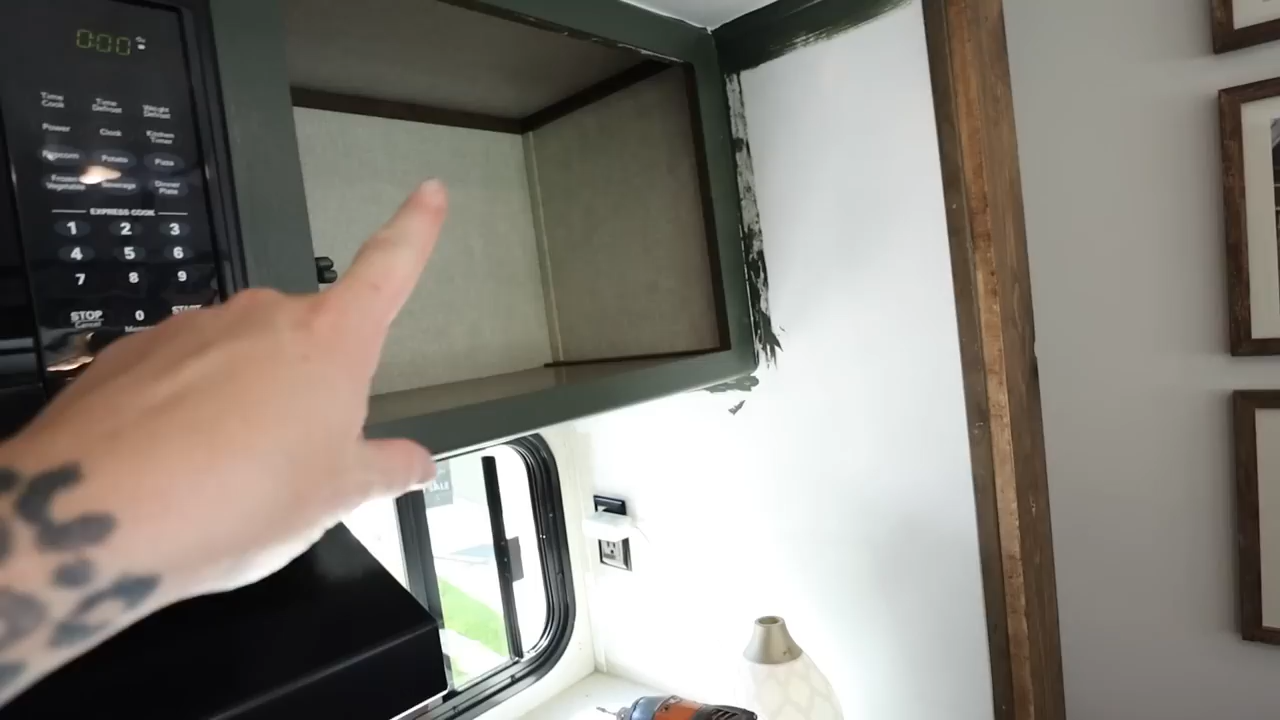 0:00
Time Cook
Time Defrost
Weight Defrost
Power
Clock
Kitchen Timer
Popcorn
Potato
Pizza
Frozen Vegetable
Beverage
Dinner Plate
EXPRESS COOK
1 2 3
4 5 6
7 8 9
STOP 0 START
Cancel